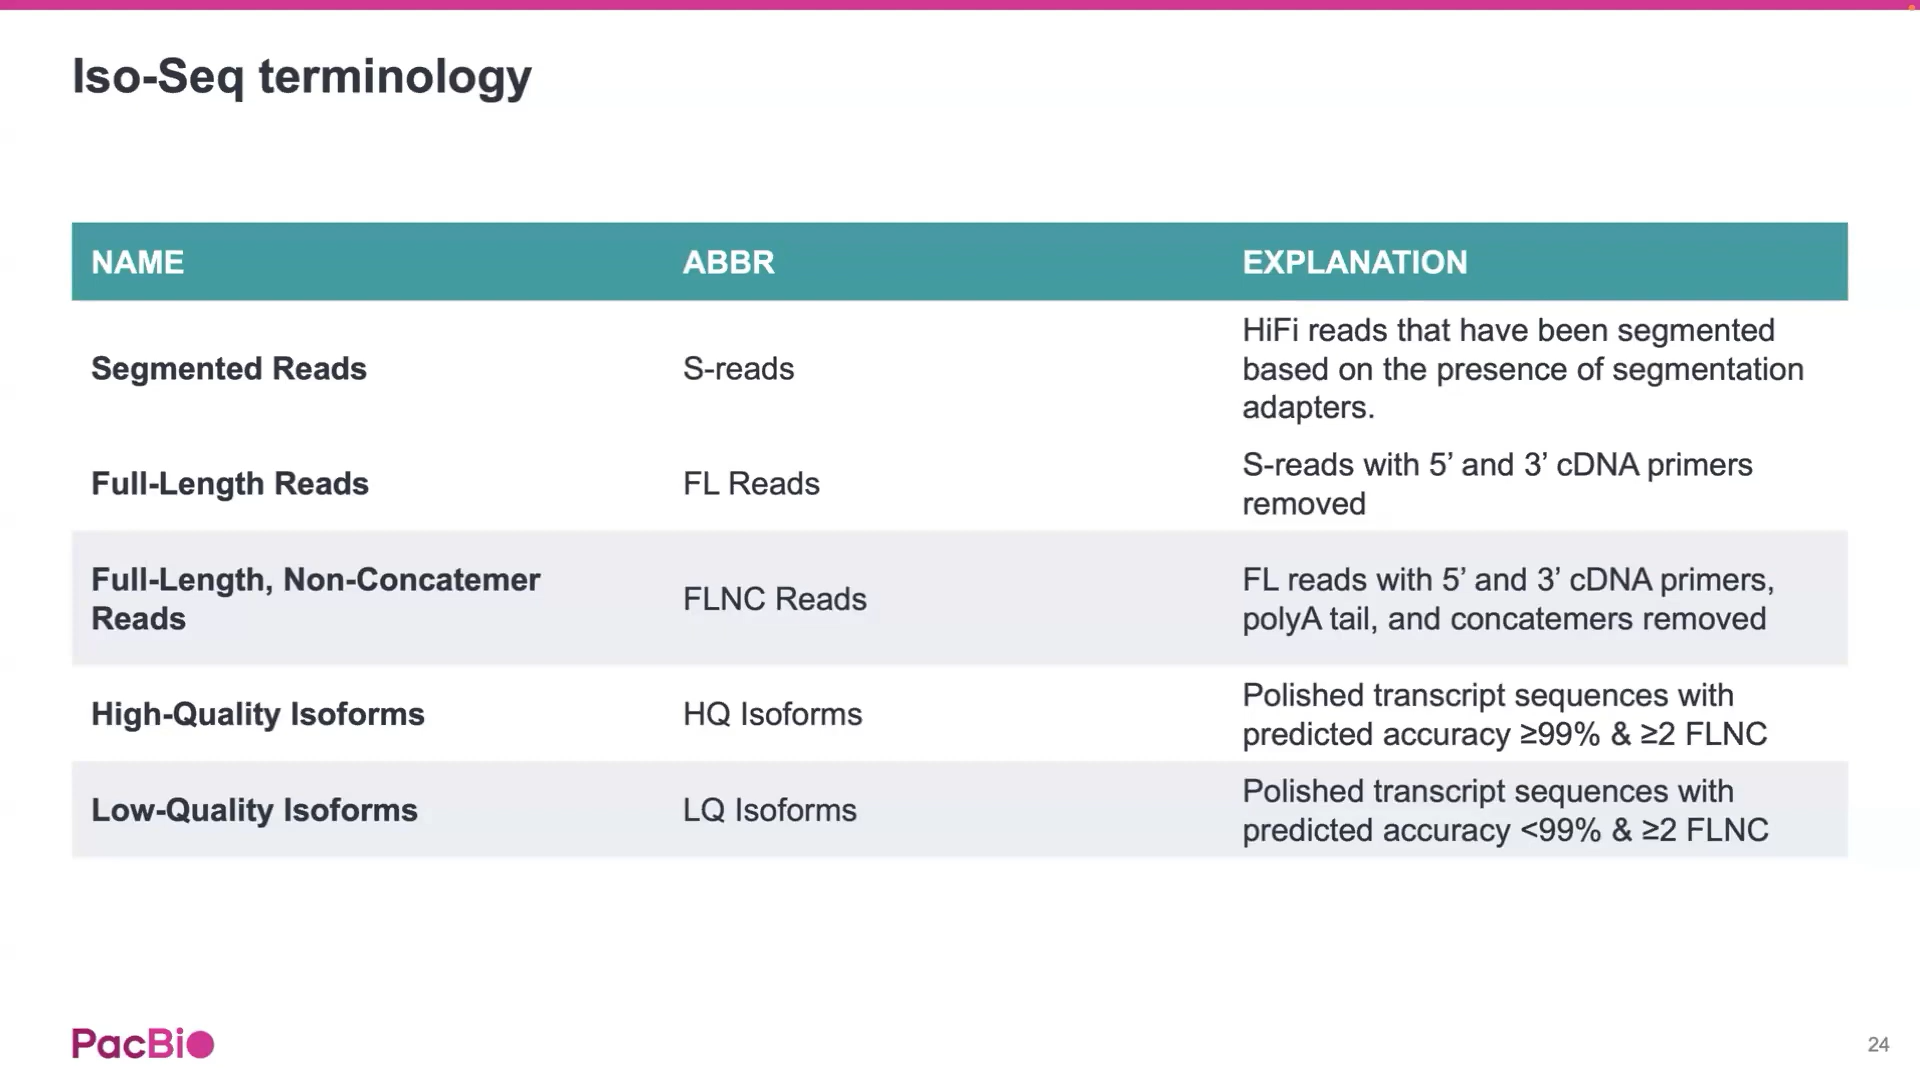 Iso-Seq terminology
NAME ABBR EXPLANATION
Segmented Reads S-reads HiFi reads that have been segmented
based on the presence of segmentation
adapters.
Full-Length Reads FL Reads S-reads with 5’ and 3’ cDNA primers
removed
Full-Length, Non-Concatemer
Reads
FLNC Reads
FL reads with 5’ and 3’ cDNA primers,
polyA tail, and concatemers removed
High-Quality Isoforms HQ Isoforms Polished transcript sequences with
predicted accuracy ≥99% & ≥2 FLNC
Low-Quality Isoforms LQ Isoforms Polished transcript sequences with
predicted accuracy <99% & ≥2 FLNC
PacBio
24